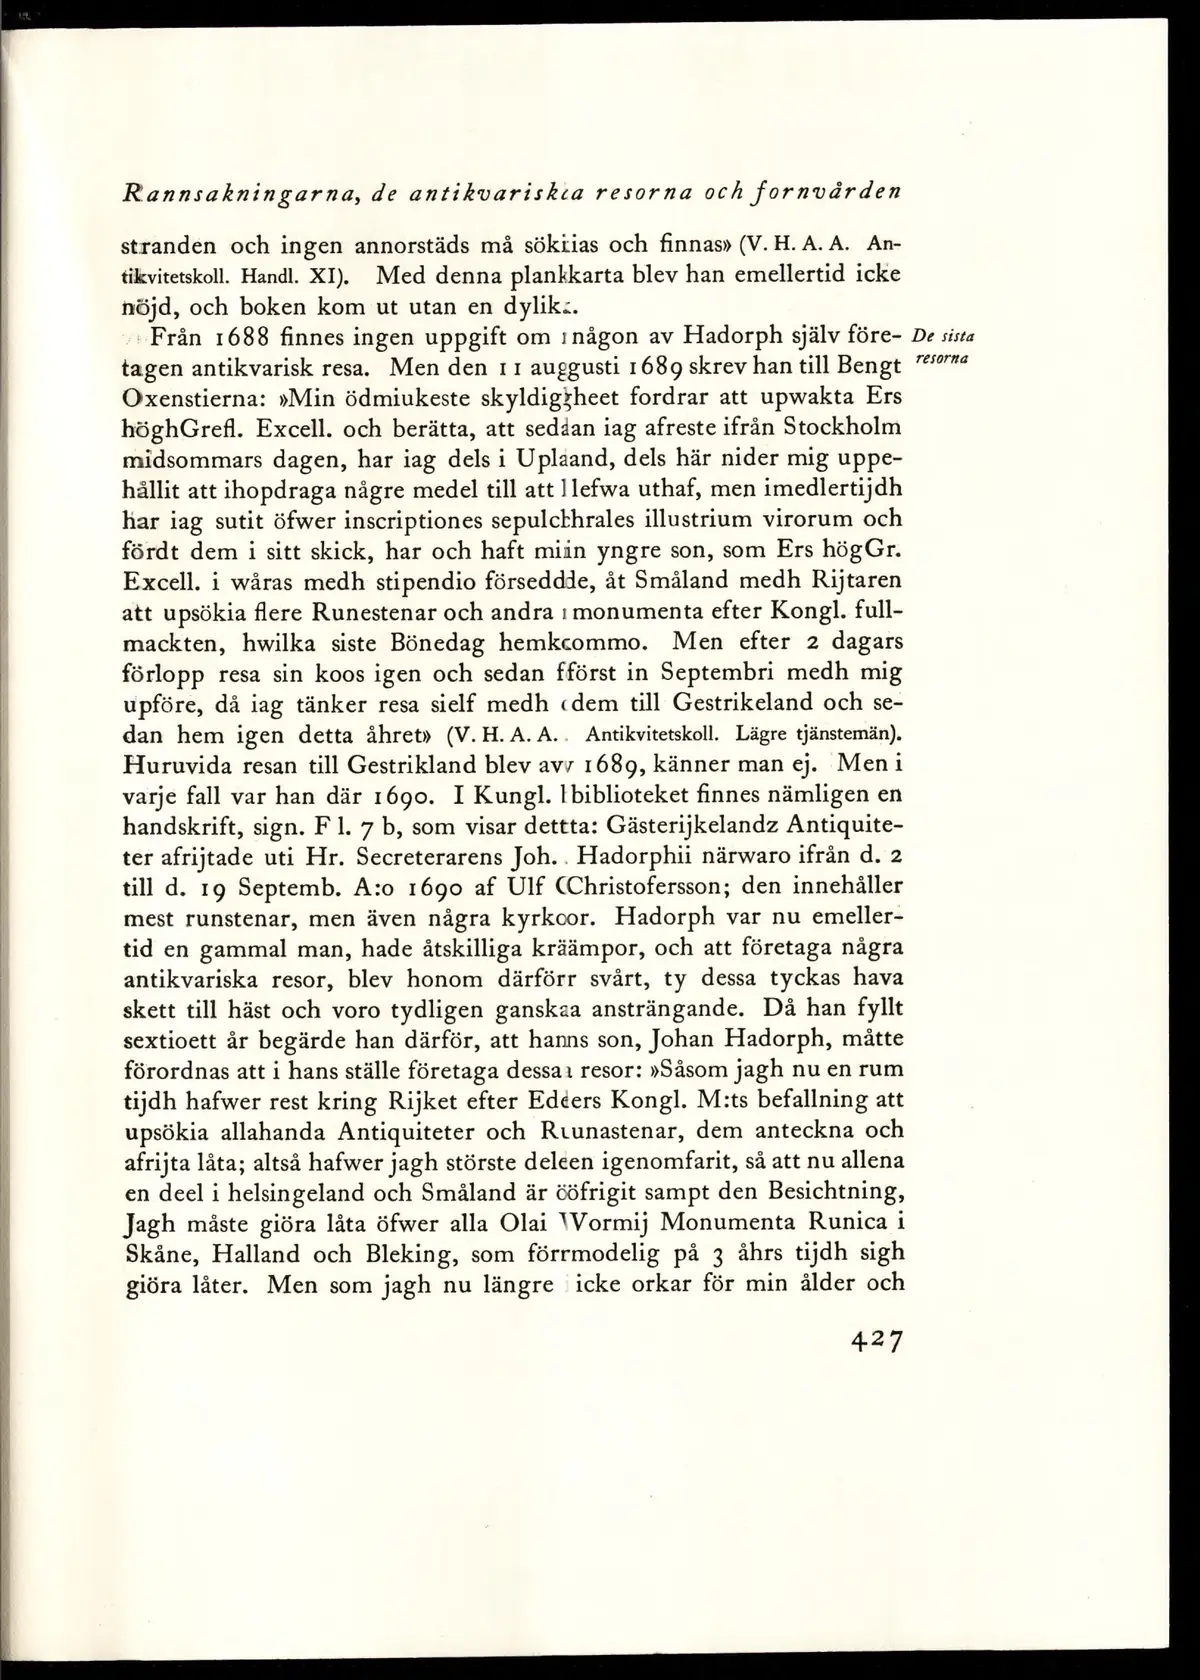 Rannsakningarna, de antikvariska resorna och fornvården
stranden och ingen annorstäds må sökias och finnas» (V. H. A. A. An-
tikvitetskoll. Handl. XI). Med denna plankarta blev han emellertid icke
nöjd, och boken kom ut utan en dylik.
Från 1688 finnes ingen uppgift om någon av Hadorph själv före-
De sista
resorna
tagen antikvarisk resa. Men den 11 augusti 1689 skrev han till Bengt
Oxenstierna: »Min ödmiukeste skyldigheet fordrar att upwakta Ers
höghGrefl. Excell. och berätta, att sedan iag afreste ifrån Stockholm
midsommars dagen, har iag dels i Upland, dels här nider mig uppe-
hållit att ihopdraga någre medel till att lefwa uthaf, men imedlertijdh
har iag sutit öfwer inscriptiones sepulchrales illustrium virorum och
fördt dem i sitt skick, har och haft min yngre son, som Ers högGr.
Excell. i wåras medh stipendio försedde, åt Småland medh Rijtaren
att upsökia flere Runestenar och andra monumenta efter Kongl. full-
mackten, hwilka siste Bönedag hemkommo. Men efter 2 dagars
förlopp resa sin koos igen och sedan först in Septembri medh mig
upföre, då iag tänker resa sielf medh dem till Gestrikeland och se-
dan hem igen detta åhret» (V. H. A. A. Antikvitetskoll. Lägre tjänstemän).
Huruvida resan till Gestrikland blev av 1689, känner man ej. Men i
varje fall var han där 1690. I Kungl. biblioteket finnes nämligen en
handskrift, sign. F l. 7 b, som visar detta: Gästerijkelandz Antiquite-
ter afrijtade uti Hr. Secreterarens Joh. Hadorphii närwaro ifrån d. 2
till d. 19 Septemb. A:o 1690 af Ulf Christofersson; den innehåller
mest runstenar, men även några kyrkor. Hadorph var nu emeller-
tid en gammal man, hade åtskilliga krämpor, och att företaga några
antikvariska resor, blev honom därför svårt, ty dessa tyckas hava
skett till häst och voro tydligen ganska ansträngande. Då han fyllt
sextioett år begärde han därför, att hans son, Johan Hadorph, måtte
förordnas att i hans ställe företaga dessa resor: »Såsom jagh nu en rum
tijdh hafwer rest kring Rijket efter Eders Kongl. M:ts befallning att
upsökia allahanda Antiquiteter och Runastenar, dem anteckna och
afrijta låta; altså hafwer jagh störste delen igenomfarit, så att nu allena
en deel i helsingeland och Småland är öfrigit sampt den Besichtning,
Jagh måste giöra låta öfwer alla Olai Wormij Monumenta Runica i
Skåne, Halland och Bleking, som förmodelig på 3 åhrs tijdh sigh
giöra låter. Men som jagh nu längre icke orkar för min ålder och
427